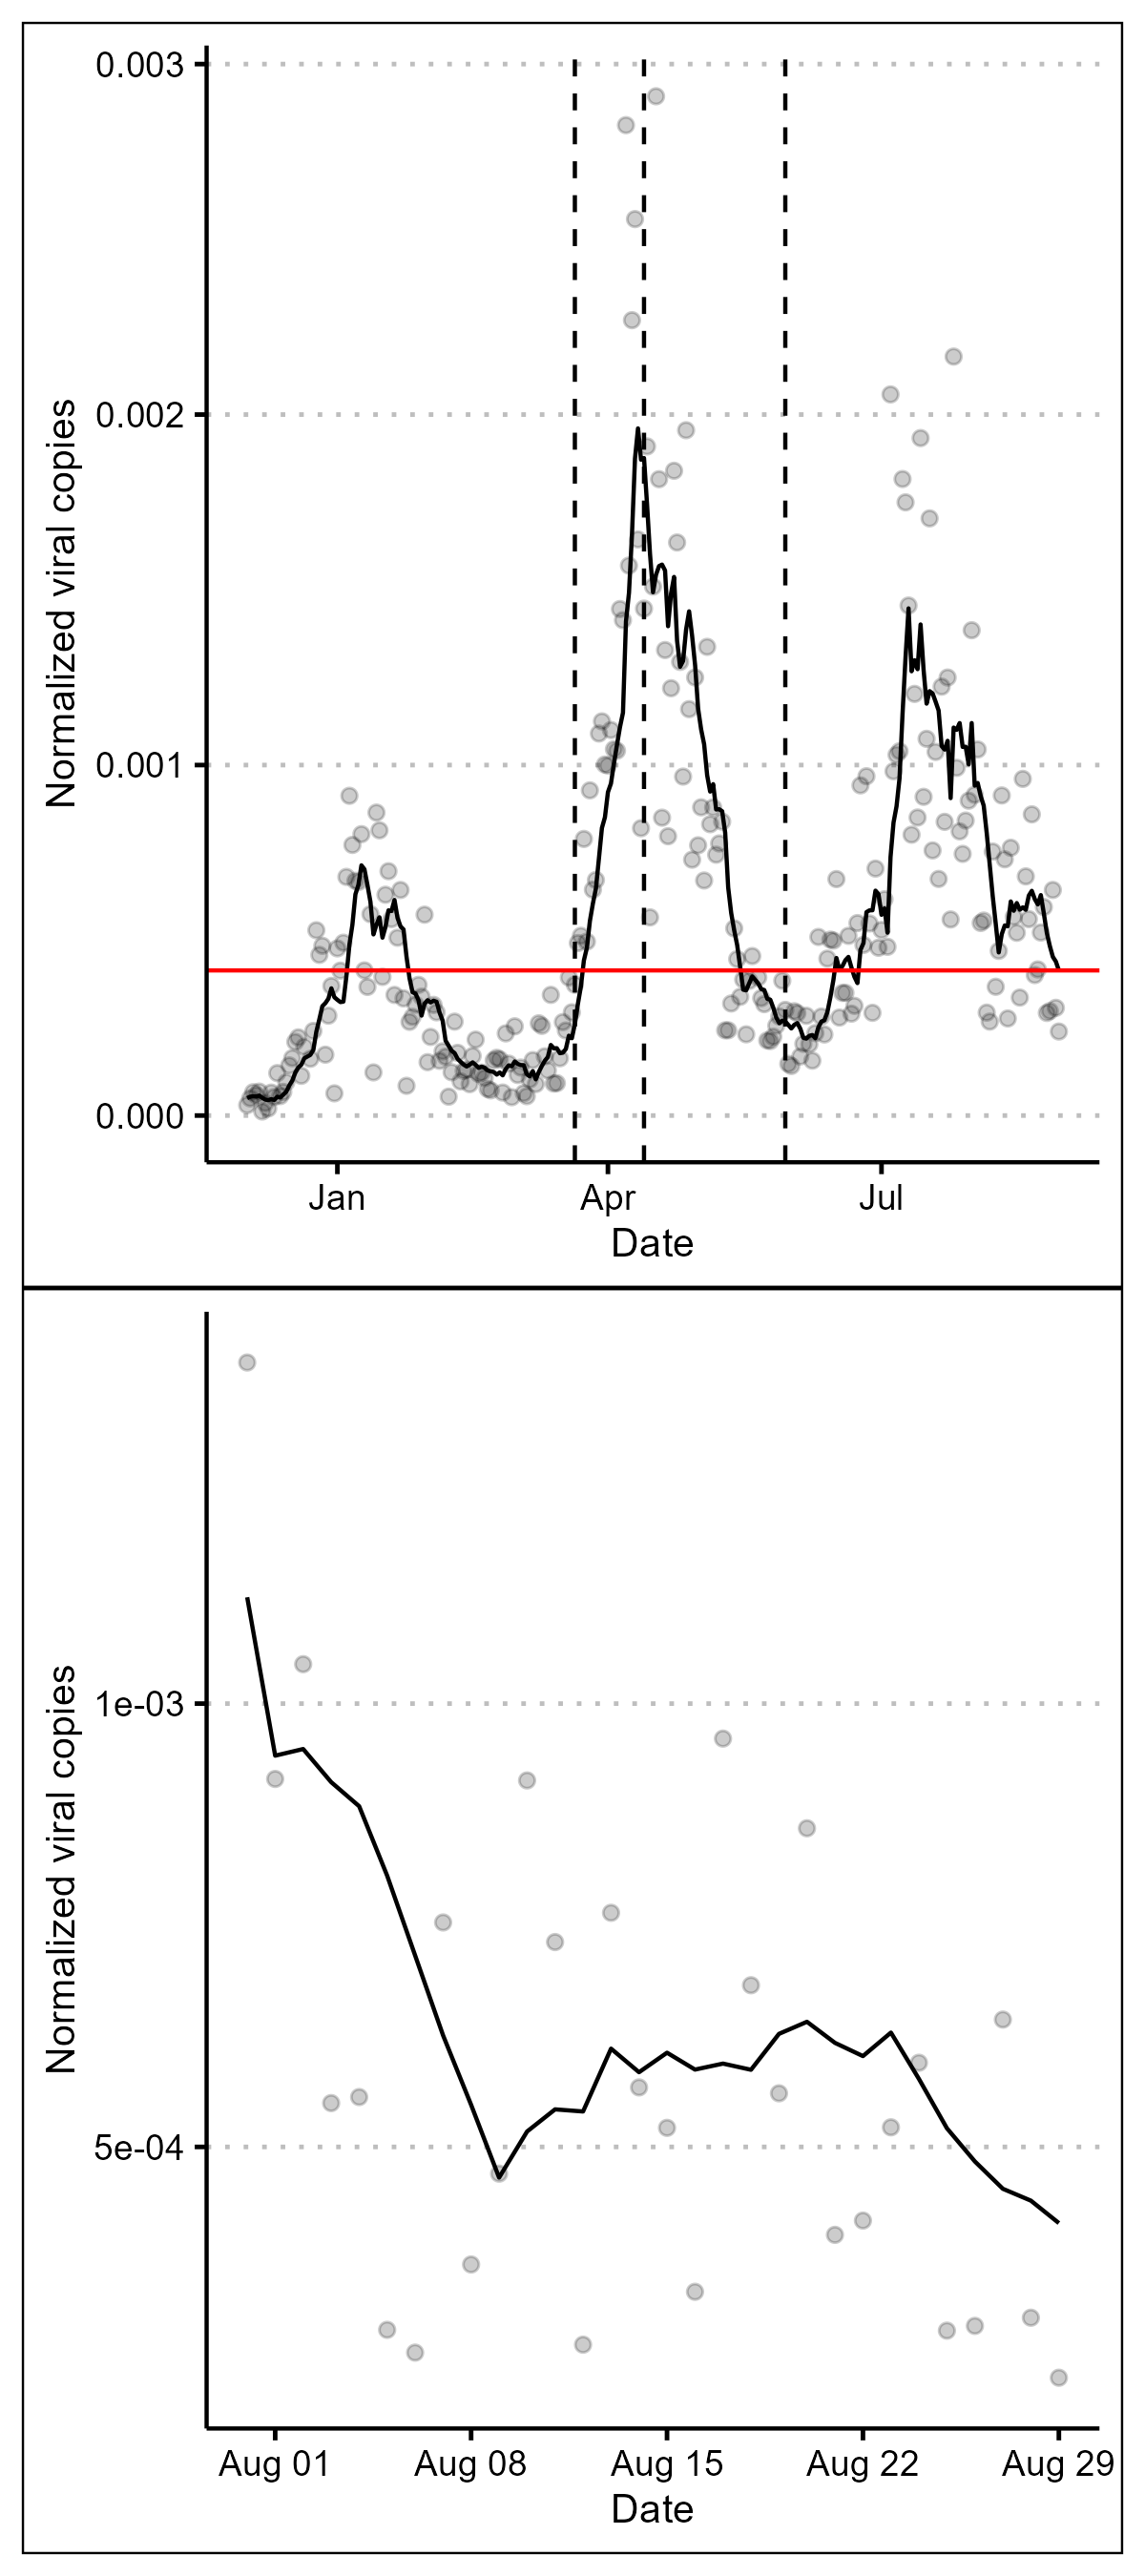 0.003
0.002
0.001
0.000
Normalized viral copies
Jan Apr Jul
Date
1e-03
5e-04
Normalized viral copies
Aug 01 Aug 08 Aug 15 Aug 22 Aug 29
Date